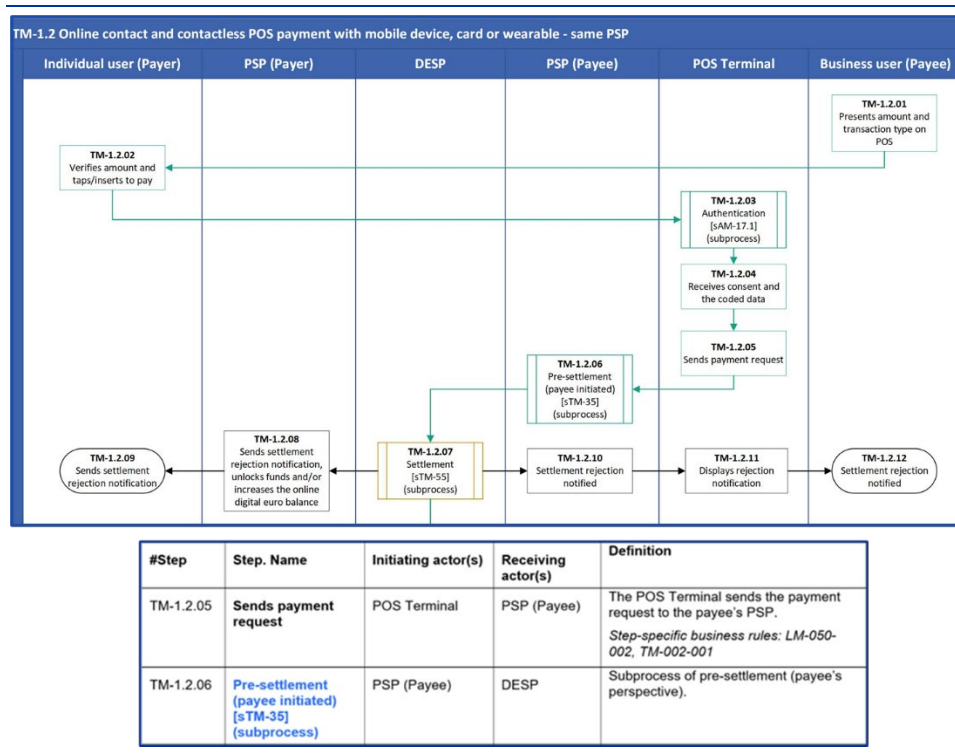 TM-1.2 Online contact and contactless POS payment with mobile device, card or wearable - same PSP
Individual user (Payer)
PSP (Payer)
DESP
PSP (Payee)
POS Terminal
Business user (Payee)
TM-1.2.01
Presents amount and
transaction type on
POS
TM-1.2.02
Verifies amount and
taps/inserts to pay
TM-1.2.03
Authentication
[sAM-17.1]
(subprocess)
TM-1.2.04
Receives consent and
the coded data
TM-1.2.05
Sends payment request
TM-1.2.06
Pre-settlement
(payee initiated)
[sTM-35]
(subprocess)
TM-1.2.09
Sends settlement
rejection notification
TM-1.2.08
Sends settlement
rejection notification,
unlocks funds and/or
increases the online
digital euro balance
TM-1.2.07
Settlement
[sTM-55]
(subprocess)
TM-1.2.10
Settlement rejection
notified
TM-1.2.11
Displays rejection
notification
TM-1.2.12
Settlement rejection
notified
#Step
Step. Name
Initiating actor(s)
Receiving
actor(s)
Definition
TM-1.2.05
Sends payment
request
POS Terminal
PSP (Payee)
The POS Terminal sends the payment
request to the payee's PSP.
Step-specific business rules: LM-050-
002, TM-002-001
TM-1.2.06
Pre-settlement
(payee initiated)
[sTM-35]
(subprocess)
PSP (Payee)
DESP
Subprocess of pre-settlement (payee's
perspective).